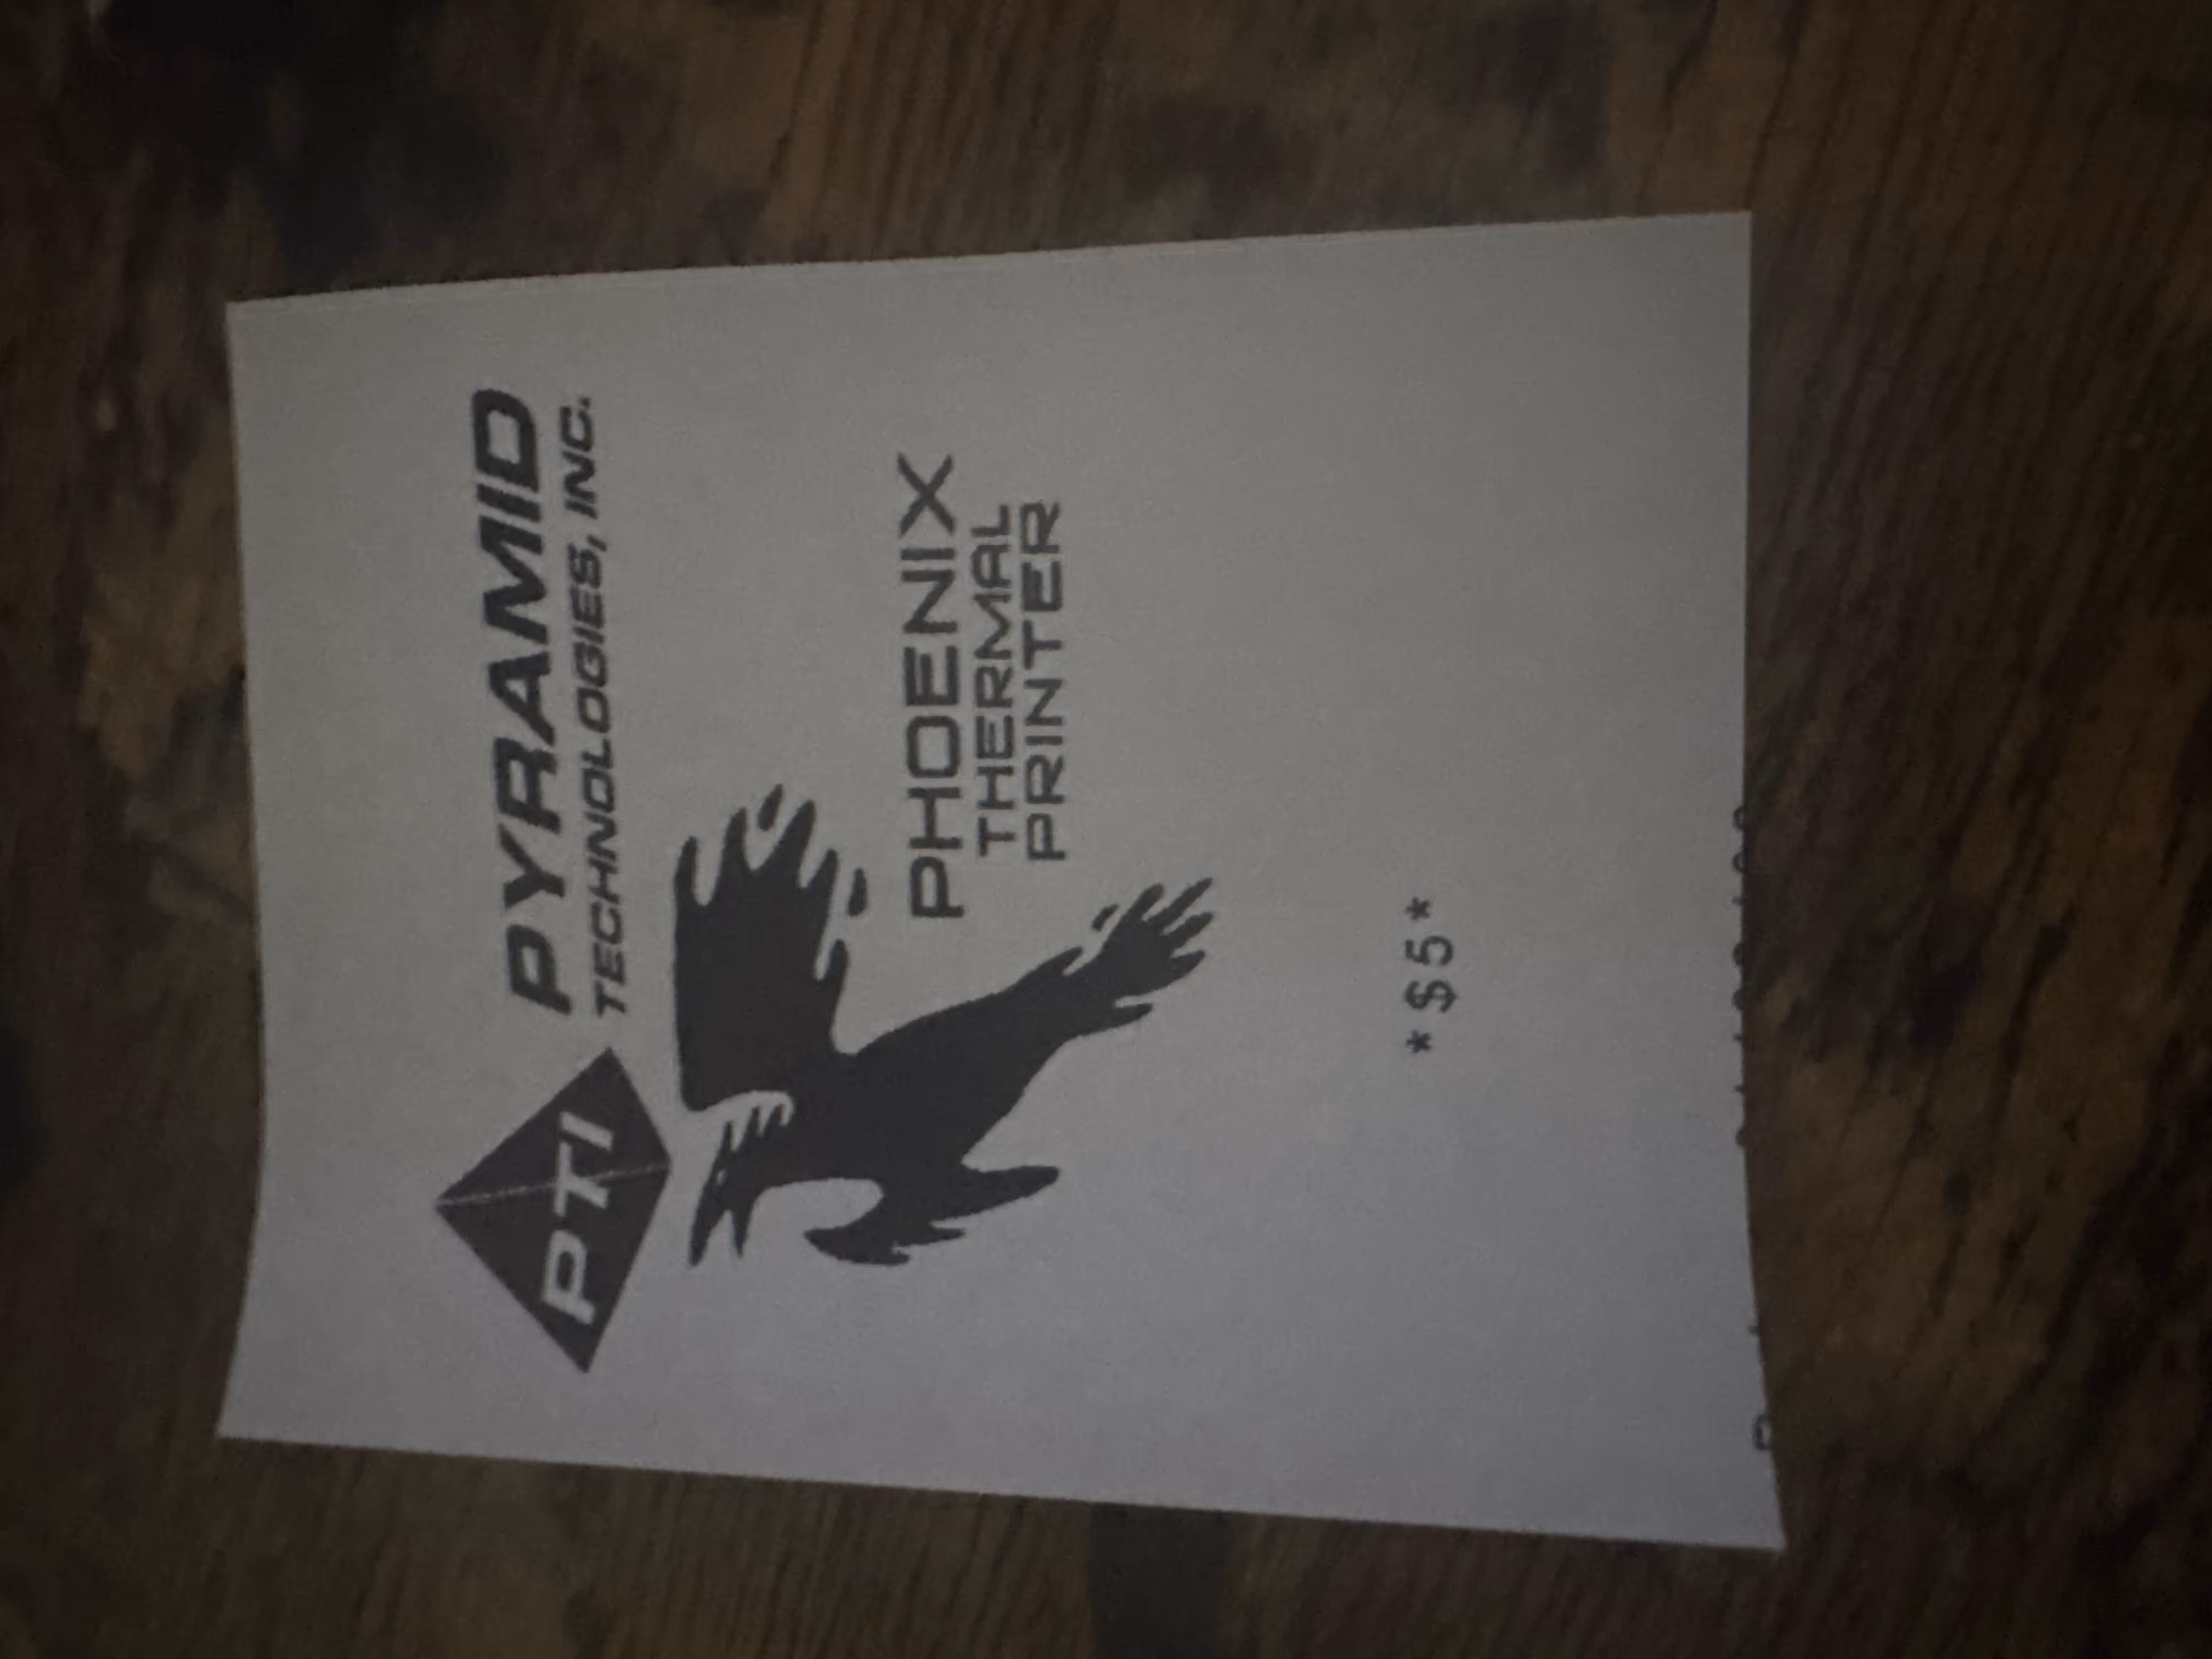 PTI
PYRAMID
TECHNOLOGIES, INC.
PHOENIX
THERMAL
PRINTER
*$5*